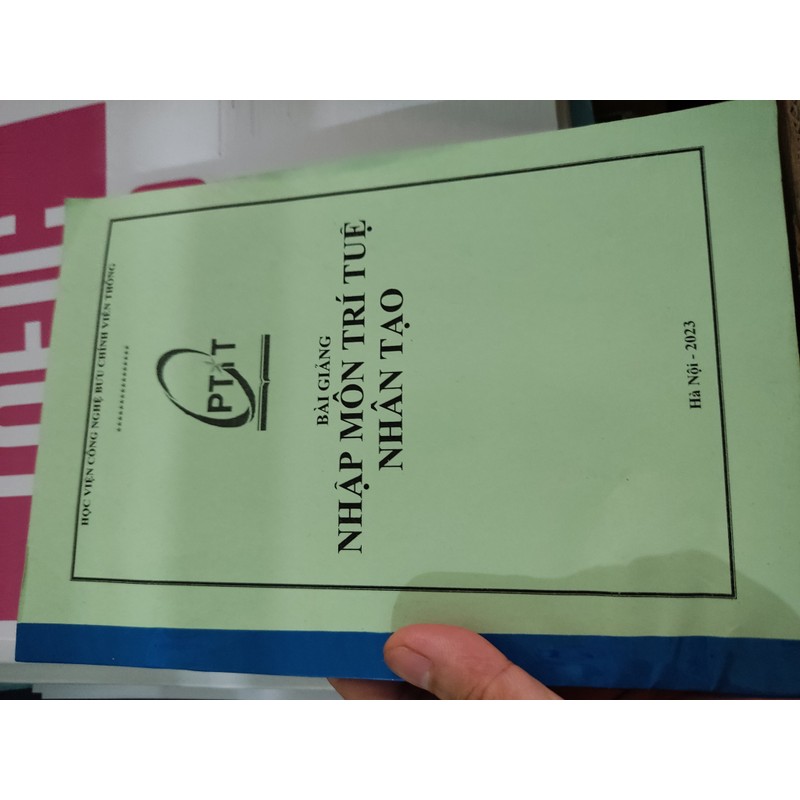 HỌC VIỆN CÔNG NGHỆ BƯU CHÍNH VIỄN THÔNG
PTIT
BÀI GIẢNG
NHẬP MÔN TRÍ TUỆ
NHÂN TẠO
Hà Nội - 2023